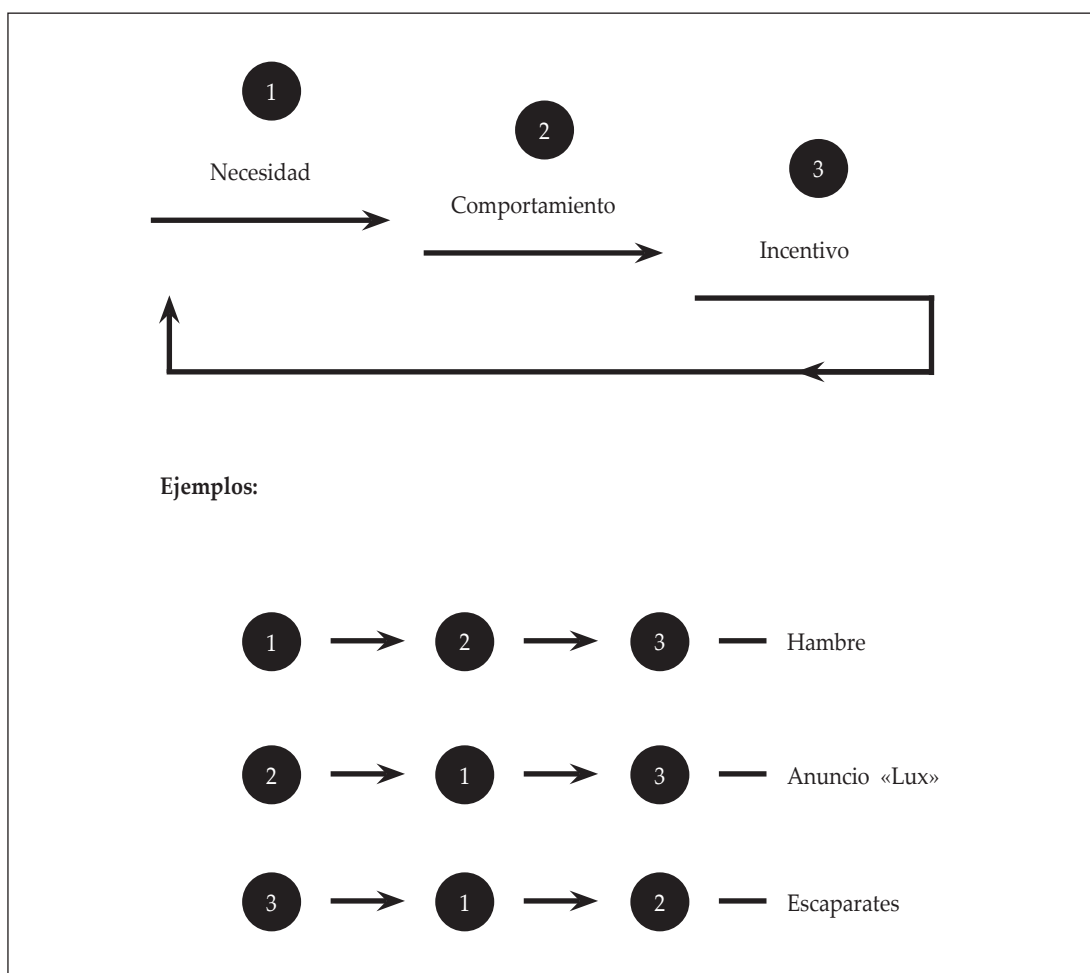 1
Necesidad
2
Comportamiento
3
Incentivo
Ejemplos:
1 2 3 Hambre
2 1 3 Anuncio «Lux»
3 1 2 Escaparates